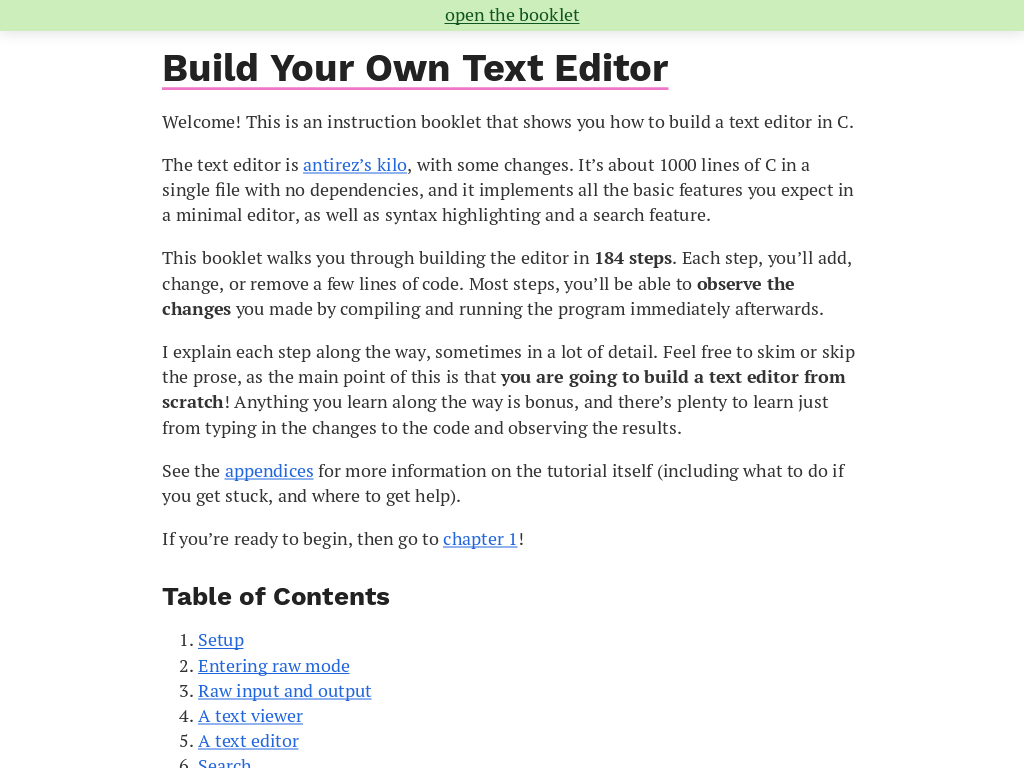 open the booklet
Build Your Own Text Editor
Welcome! This is an instruction booklet that shows you how to build a text editor in C.
The text editor is antirez’s kilo, with some changes. It’s about 1000 lines of C in a
single file with no dependencies, and it implements all the basic features you expect in
a minimal editor, as well as syntax highlighting and a search feature.
This booklet walks you through building the editor in 184 steps. Each step, you’ll add,
change, or remove a few lines of code. Most steps, you’ll be able to observe the
changes you made by compiling and running the program immediately afterwards.
I explain each step along the way, sometimes in a lot of detail. Feel free to skim or skip
the prose, as the main point of this is that you are going to build a text editor from
scratch! Anything you learn along the way is bonus, and there’s plenty to learn just
from typing in the changes to the code and observing the results.
See the appendices for more information on the tutorial itself (including what to do if
you get stuck, and where to get help).
If you’re ready to begin, then go to chapter 1!
Table of Contents
1. Setup
2. Entering raw mode
3. Raw input and output
4. A text viewer
5. A text editor
6. Search